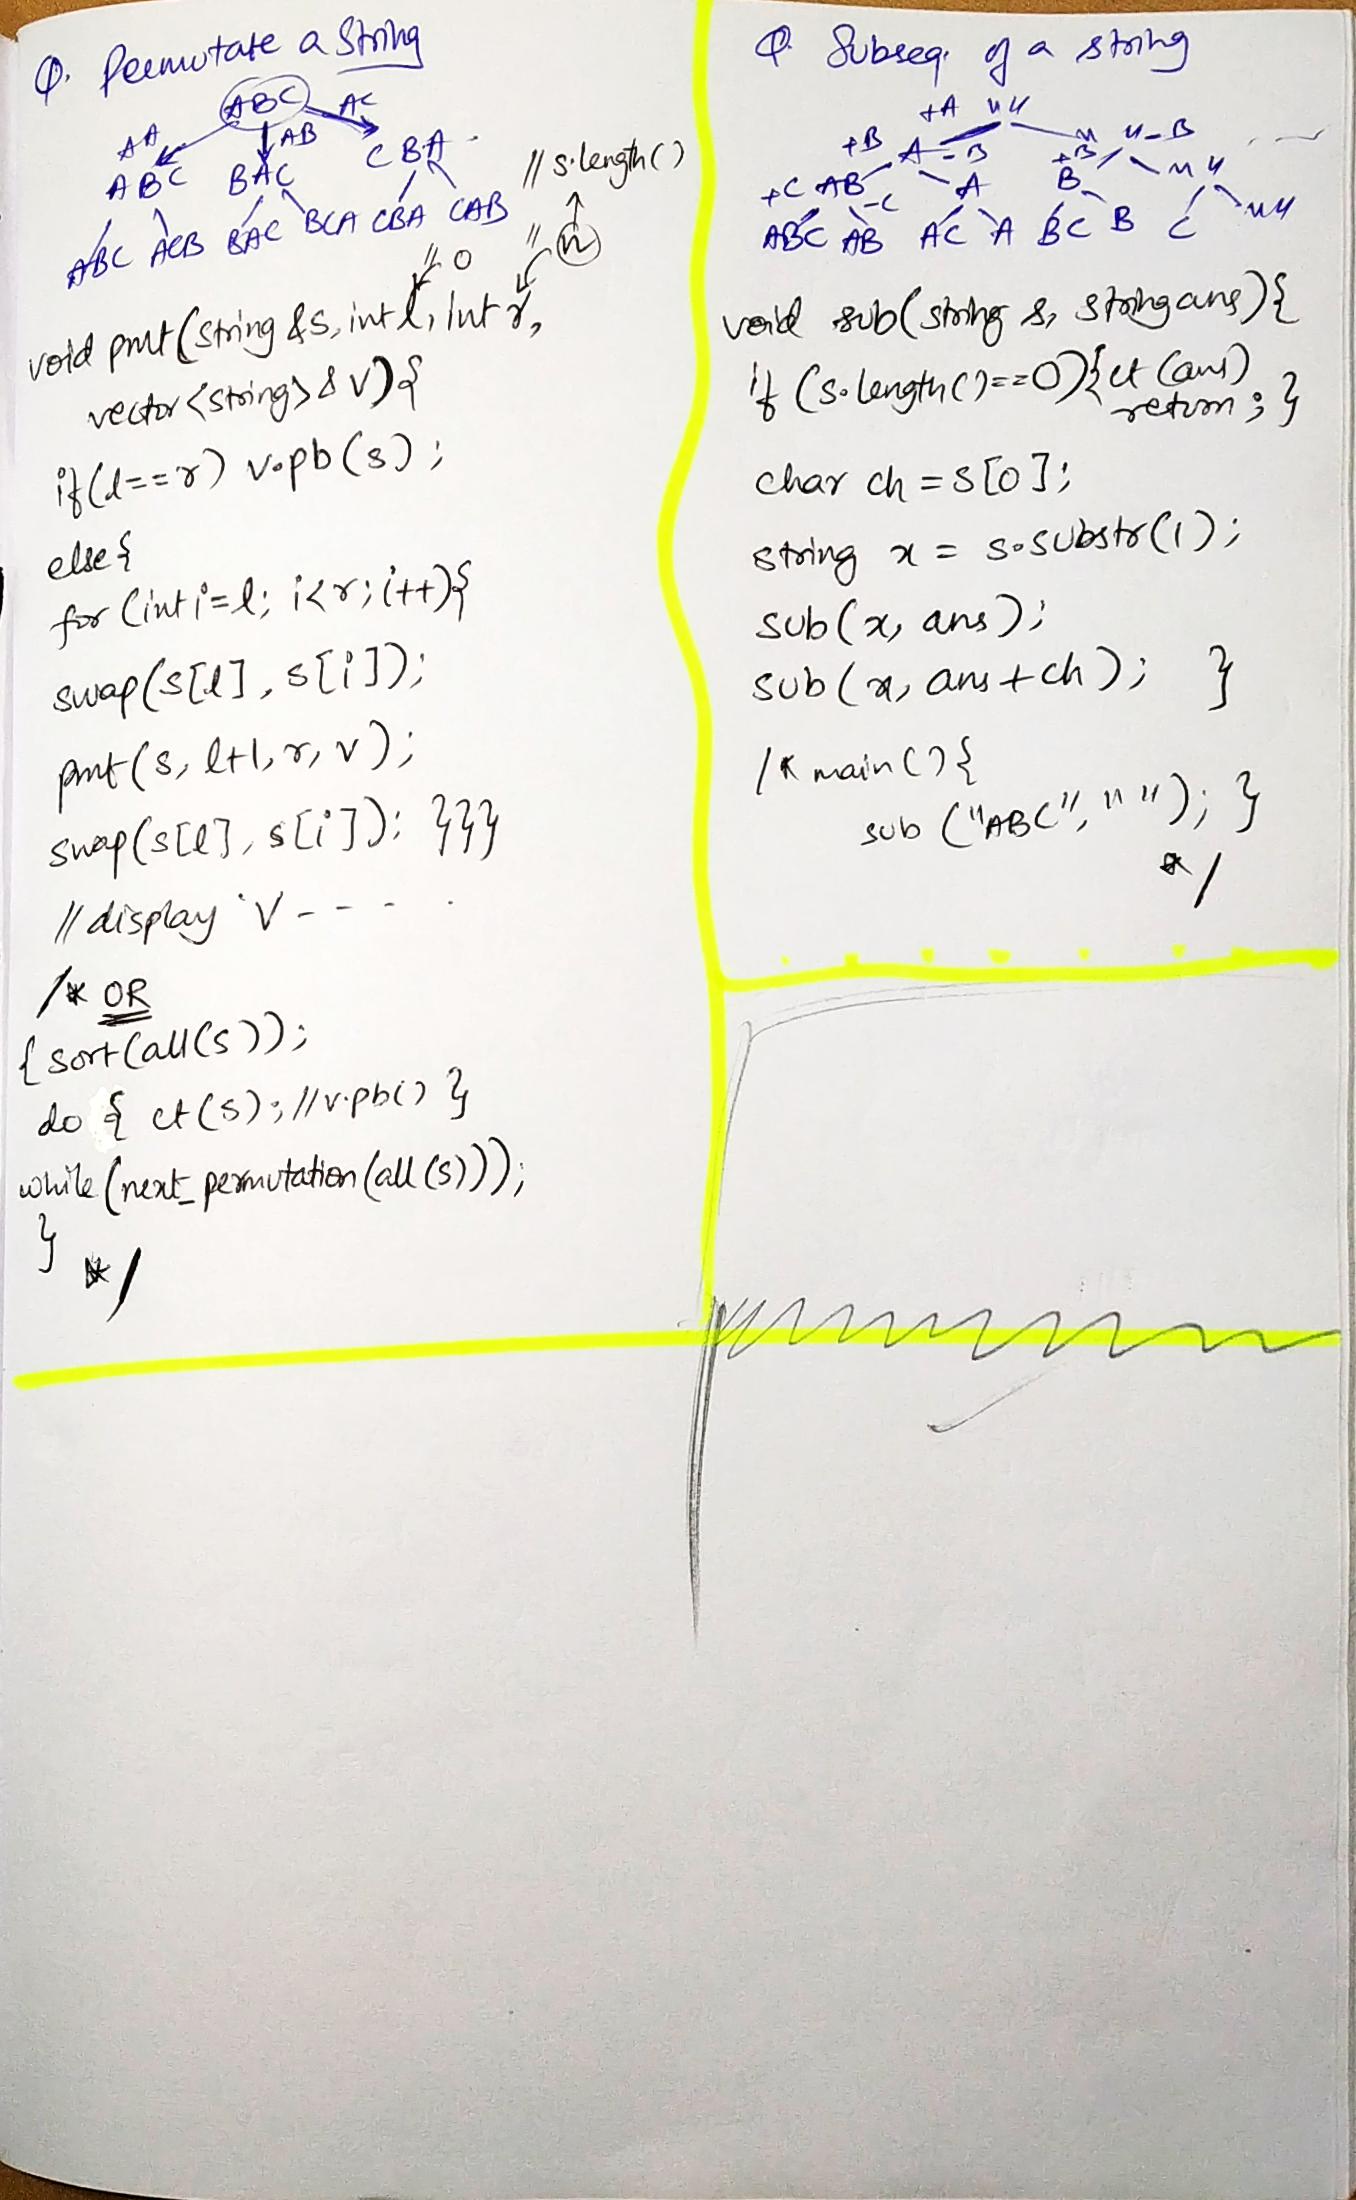 Q. Permutate a String
ABC
AA AB AC
ABC BAC CBA
ABC ACB BAC BCA CBA CAB
// s.length()
// 0 // n
void pmt(string &s, int l, int r,
vector<string> & v){
if(l==r) v.pb(s);
else{
for(int i=l; i<r; i++){
swap(s[l], s[i]);
pmt(s, l+1, r, v);
swap(s[l], s[i]); }}}
// display V - - - -
/* OR
{ sort(all(s));
do { ct(s); //v.pb() }
while(next_permutation(all(s)));
}
*/
Q. Subseq. of a string
+A " "
+B A -B +B " " -B
+C AB -C A B " "
ABC AB AC A BC B C " "
void sub(string s, string ans){
if (s.length()==0){ct(ans)
return; }
char ch = s[0];
string x = s.substr(1);
sub(x, ans);
sub(x, ans+ch); }
/* main(){
sub("ABC", ""); }
*/